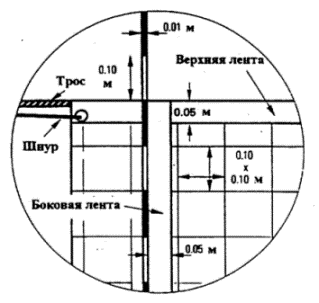 0.01 м
0.10
м
Верхняя лента
Трос
0.05 м
Шнур
0.10
х
0.10 м
Боковая лента
0.05 м